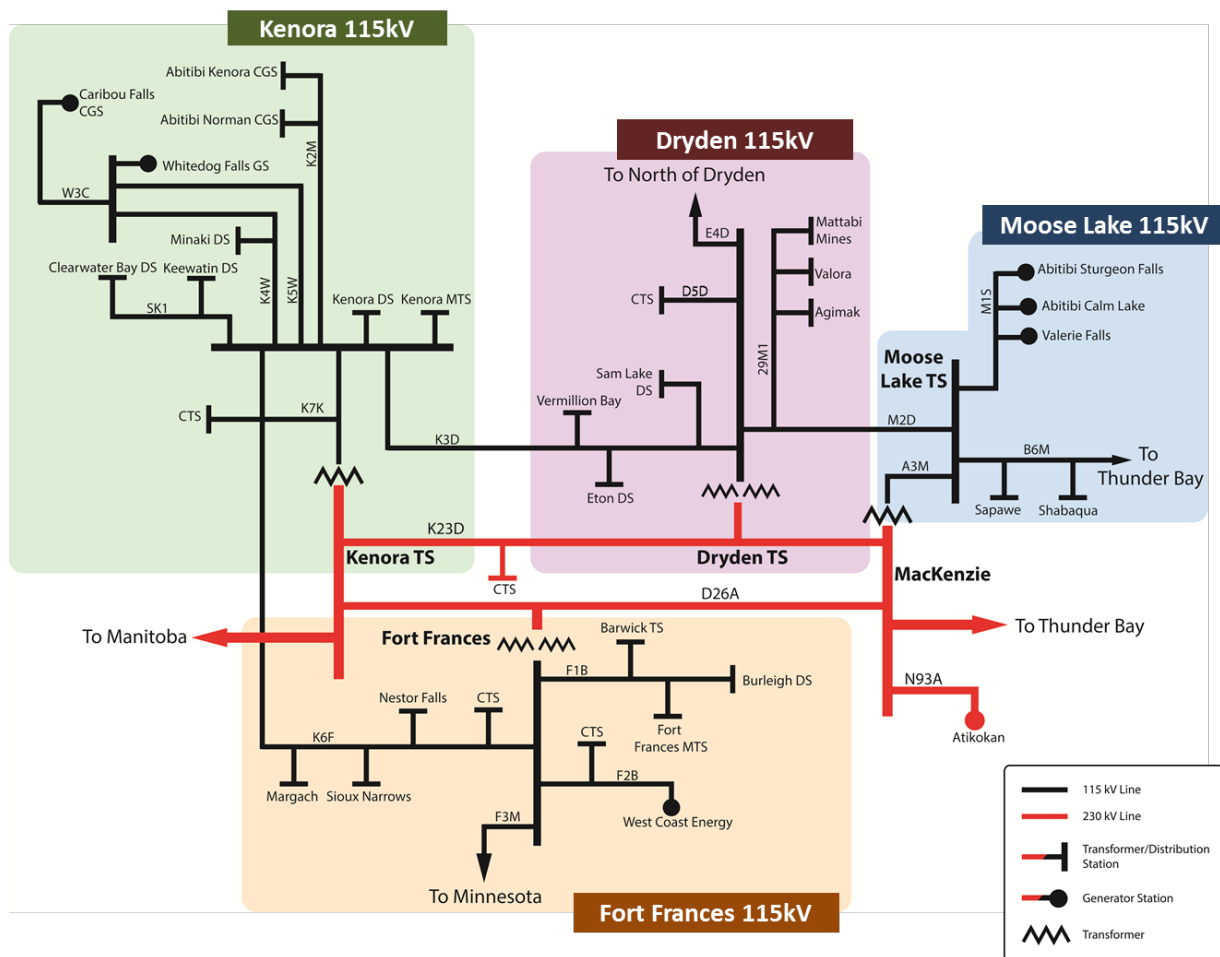 Kenora 115kV
Abitibi Kenora CGS
Caribou Falls
CGS
Abitibi Norman CGS
K2M
Whitedog Falls GS
W3C
Minaki DS
Clearwater Bay DS
Keewatin DS
K4W
K5W
SK1
Kenora DS
Kenora MTS
CTS
K7K
K3D
K23D
Kenora TS
Dryden 115kV
To North of Dryden
E4D
Mattabi
Mines
Valora
Agimak
CTS
D5D
29M1
Sam Lake
DS
Vermillion Bay
Eton DS
Dryden TS
CTS
Moose Lake 115kV
Abitibi Sturgeon Falls
M1S
Abitibi Calm Lake
Valerie Falls
Moose
Lake TS
M2D
A3M
B6M
To
Thunder Bay
Sapawe
Shabaqua
MacKenzie
D26A
To Manitoba
To Thunder Bay
N93A
Atikokan
Fort Frances
Barwick TS
F1B
Burleigh DS
Fort
Frances MTS
Nestor Falls
CTS
K6F
Margach
Sioux Narrows
CTS
F2B
West Coast Energy
F3M
To Minnesota
Fort Frances 115kV
115 kV Line
230 kV Line
Transformer/Distribution
Station
Generator Station
Transformer